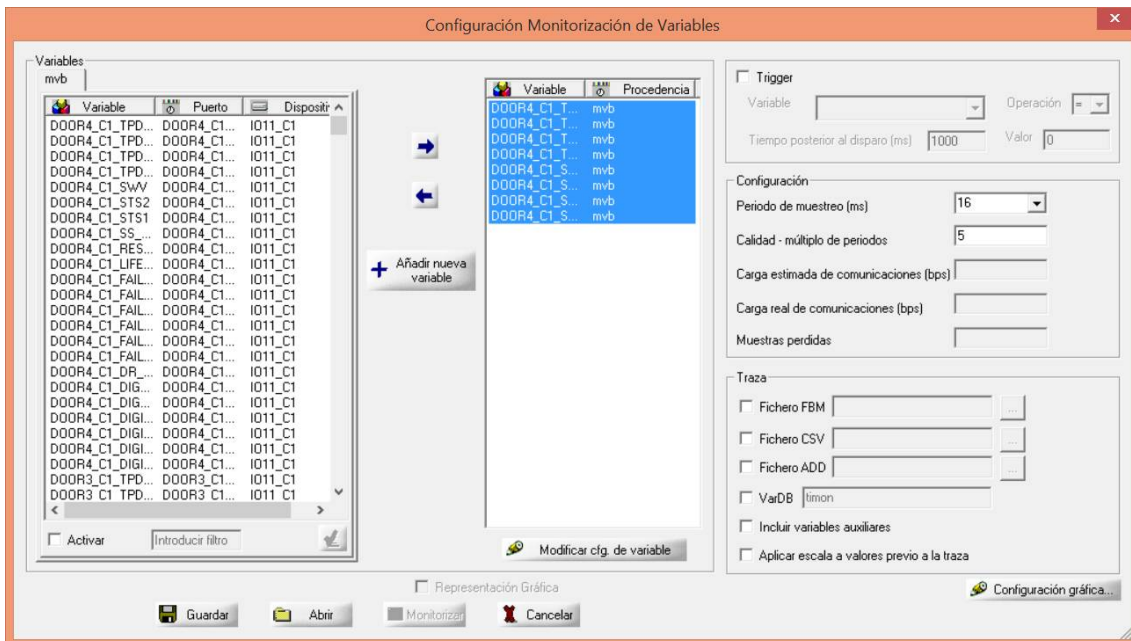 Configuración Monitorización de Variables
x
Variables
mvb
Variable Puerto Dispositiv
DOOR4_C1_TPD... DOOR4_C1... IO11_C1
DOOR4_C1_TPD... DOOR4_C1... IO11_C1
DOOR4_C1_TPD... DOOR4_C1... IO11_C1
DOOR4_C1_TPD... DOOR4_C1... IO11_C1
DOOR4_C1_SWV DOOR4_C1... IO11_C1
DOOR4_C1_STS2 DOOR4_C1... IO11_C1
DOOR4_C1_STS1 DOOR4_C1... IO11_C1
DOOR4_C1_SS_... DOOR4_C1... IO11_C1
DOOR4_C1_RES... DOOR4_C1... IO11_C1
DOOR4_C1_LIFE... DOOR4_C1... IO11_C1
DOOR4_C1_FAIL... DOOR4_C1... IO11_C1
DOOR4_C1_FAIL... DOOR4_C1... IO11_C1
DOOR4_C1_FAIL... DOOR4_C1... IO11_C1
DOOR4_C1_FAIL... DOOR4_C1... IO11_C1
DOOR4_C1_FAIL... DOOR4_C1... IO11_C1
DOOR4_C1_FAIL... DOOR4_C1... IO11_C1
DOOR4_C1_DR_... DOOR4_C1... IO11_C1
DOOR4_C1_DIG... DOOR4_C1... IO11_C1
DOOR4_C1_DIG... DOOR4_C1... IO11_C1
DOOR4_C1_DIGI... DOOR4_C1... IO11_C1
DOOR4_C1_DIGI... DOOR4_C1... IO11_C1
DOOR4_C1_DIGI... DOOR4_C1... IO11_C1
DOOR4_C1_DIGI... DOOR4_C1... IO11_C1
DOOR3_C1_TPD... DOOR3_C1... IO11_C1
DOOR3_C1_TPD... DOOR3_C1... IO11_C1
Activar Introducir filtro
Añadir nueva
variable
Variable Procedencia
DOOR4_C1_T... mvb
DOOR4_C1_T... mvb
DOOR4_C1_T... mvb
DOOR4_C1_T... mvb
DOOR4_C1_S... mvb
DOOR4_C1_S... mvb
DOOR4_C1_S... mvb
DOOR4_C1_S... mvb
Modificar cfg. de variable
Trigger
Variable Operación =
Tiempo posterior al disparo (ms) 1000 Valor 0
Configuración
Periodo de muestreo (ms) 16
Calidad - múltiplo de periodos 5
Carga estimada de comunicaciones (bps)
Carga real de comunicaciones (bps)
Muestras perdidas
Traza
Fichero FBM ...
Fichero CSV ...
Fichero ADD ...
VarDB timon
Incluir variables auxiliares
Aplicar escala a valores previo a la traza
Configuración gráfica...
Representación Gráfica
Guardar Abrir Monitorizar Cancelar